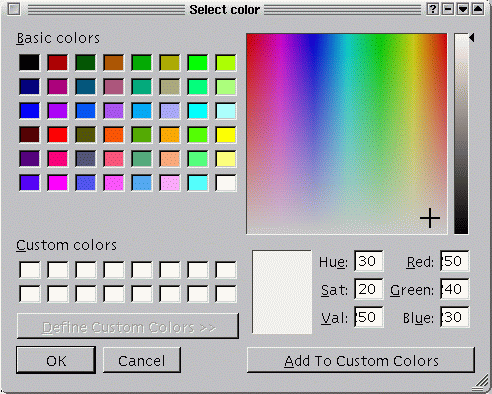 Select color
?
Basic colors
Custom colors
Define Custom Colors >>
OK Cancel
Hue: 30 Red: 50
Sat: 20 Green: 40
Val: 50 Blue: 30
Add To Custom Colors